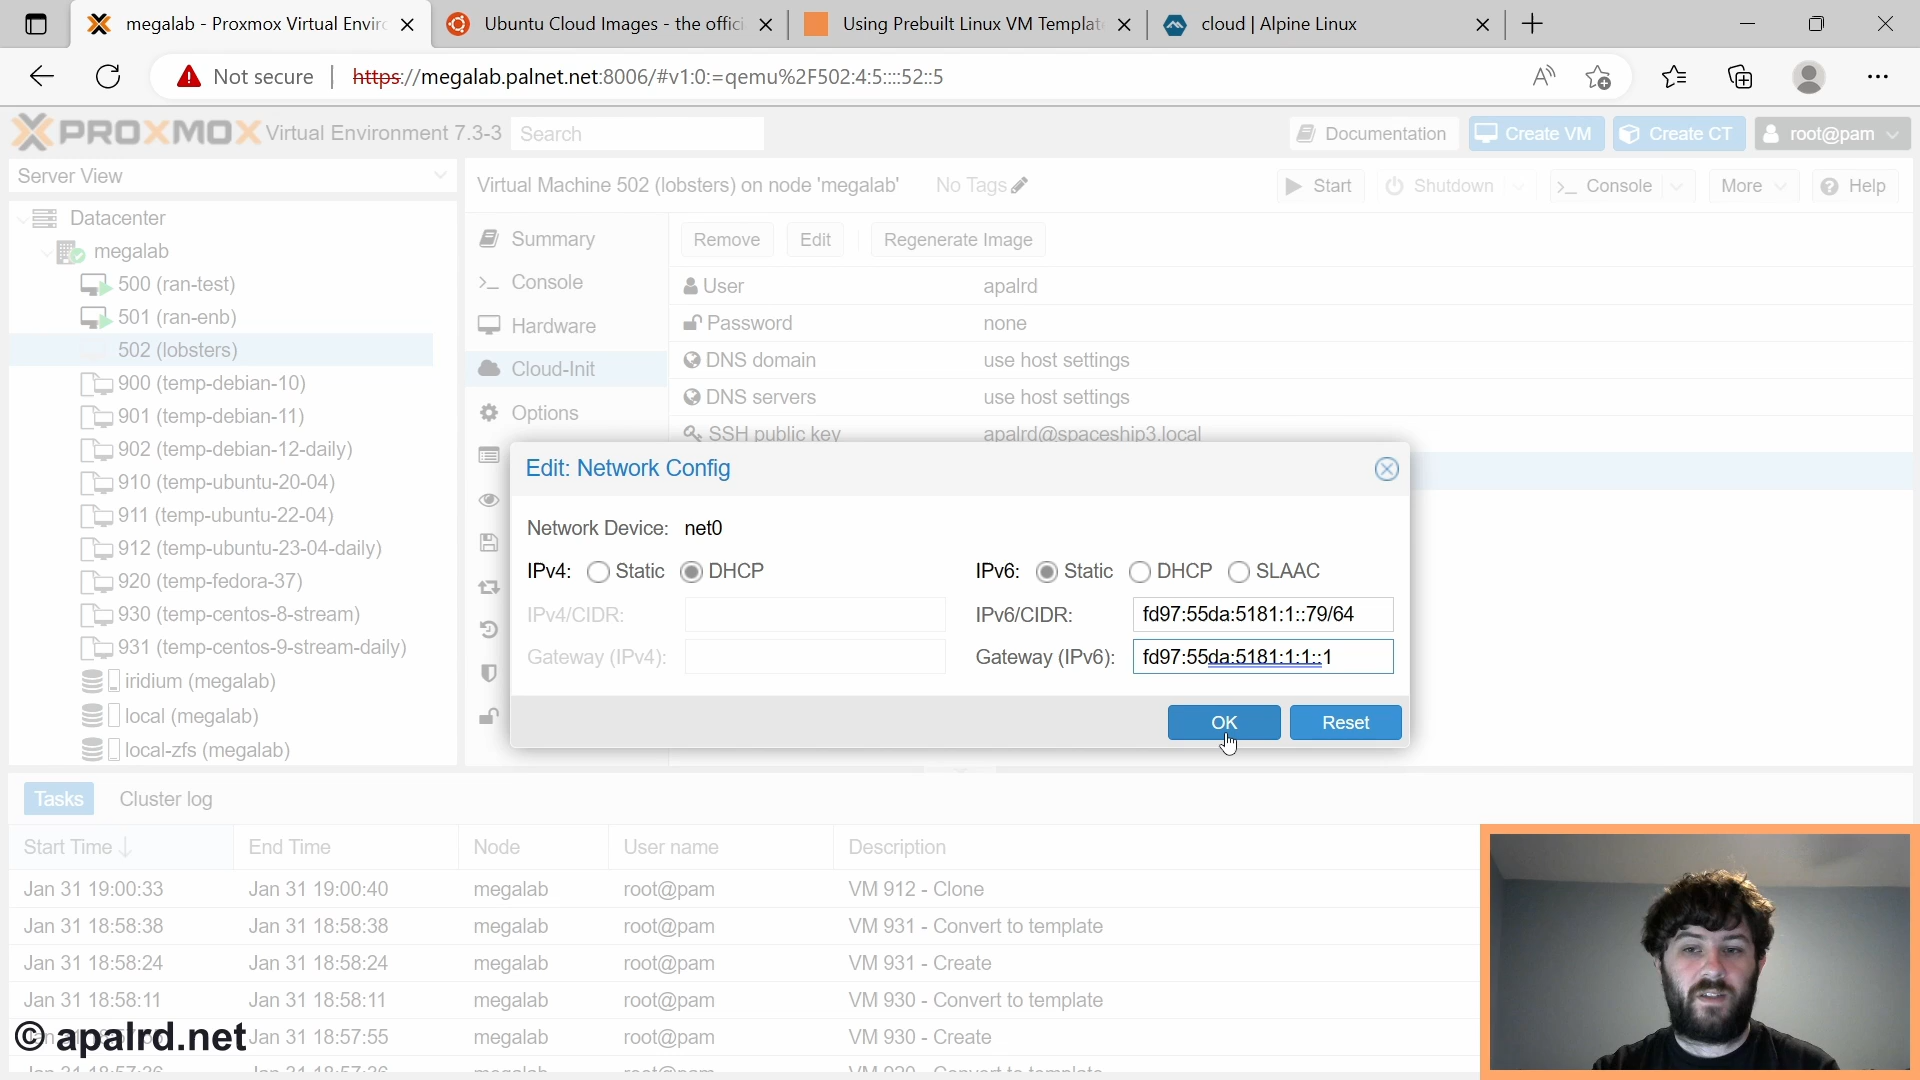 megalab - Proxmox Virtual Enviro
Ubuntu Cloud Images - the offici
Using Prebuilt Linux VM Template
cloud | Alpine Linux
Not secure
https://megalab.palnet.net:8006/#v1:0:=qemu%2F502:4:5::::52::5
PROXMOX Virtual Environment 7.3-3
Search
Documentation
Create VM
Create CT
root@pam
Server View
Virtual Machine 502 (lobsters) on node 'megalab'
No Tags
Start
Shutdown
Console
More
Help
Datacenter
megalab
500 (ran-test)
501 (ran-enb)
502 (lobsters)
900 (temp-debian-10)
901 (temp-debian-11)
902 (temp-debian-12-daily)
910 (temp-ubuntu-20-04)
911 (temp-ubuntu-22-04)
912 (temp-ubuntu-23-04-daily)
920 (temp-fedora-37)
930 (temp-centos-8-stream)
931 (temp-centos-9-stream-daily)
iridium (megalab)
local (megalab)
local-zfs (megalab)
Summary
Console
Hardware
Cloud-Init
Options
Remove
Edit
Regenerate Image
User apalrd
Password none
DNS domain use host settings
DNS servers use host settings
SSH public key apalrd@spaceship3.local
Edit: Network Config
Network Device: net0
IPv4: Static DHCP
IPv6: Static DHCP SLAAC
IPv4/CIDR:
IPv6/CIDR: fd97:55da:5181:1::79/64
Gateway (IPv4):
Gateway (IPv6): fd97:55da:5181:1:1::1
OK
Reset
Tasks
Cluster log
Start Time End Time Node User name Description
Jan 31 19:00:33 Jan 31 19:00:40 megalab root@pam VM 912 - Clone
Jan 31 18:58:38 Jan 31 18:58:38 megalab root@pam VM 931 - Convert to template
Jan 31 18:58:24 Jan 31 18:58:24 megalab root@pam VM 931 - Create
Jan 31 18:58:11 Jan 31 18:58:11 megalab root@pam VM 930 - Convert to template
Jan 31 18:57:55 megalab root@pam VM 930 - Create
© apalrd.net